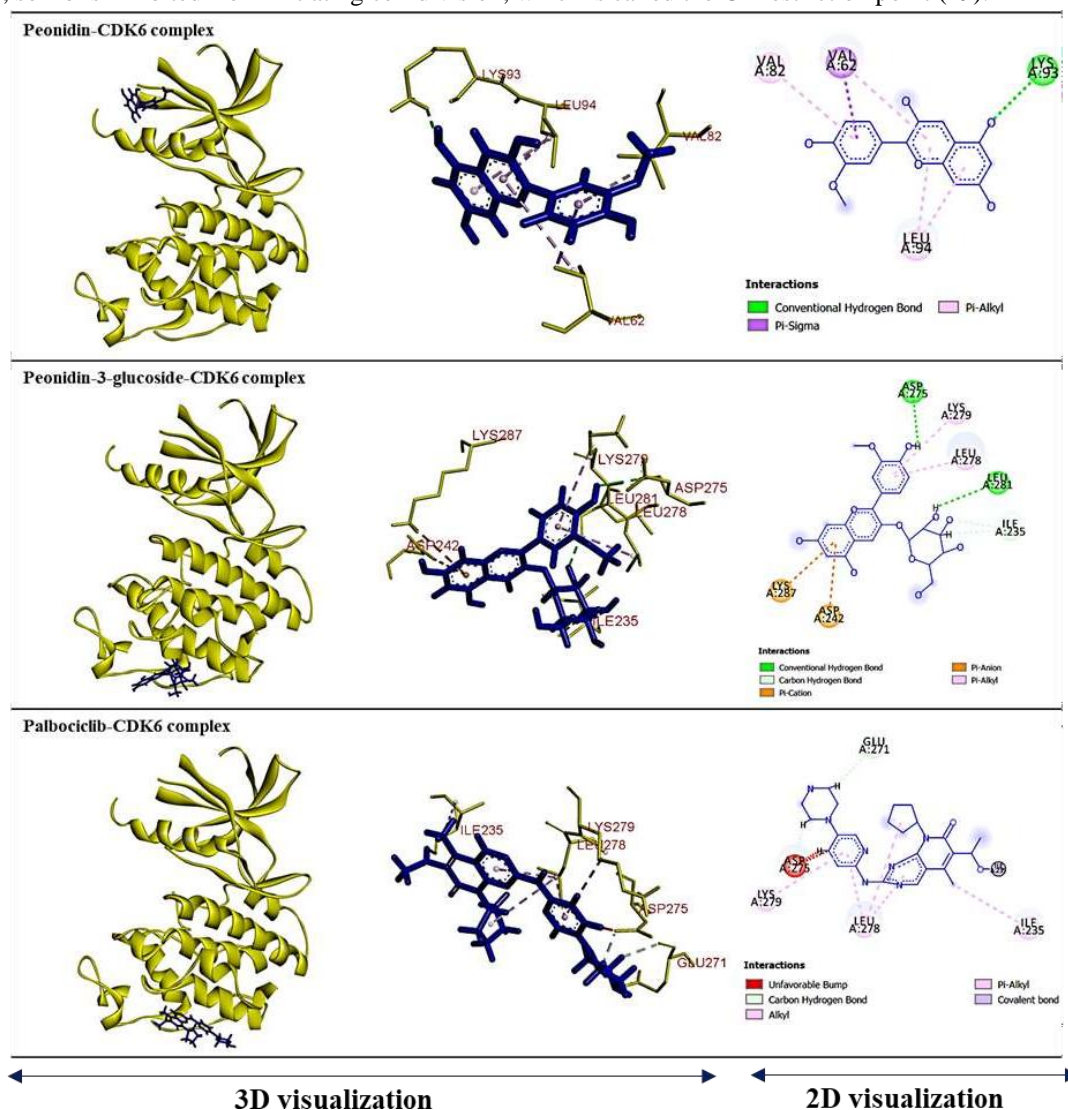 Peonidin-CDK6 complex
LYS93
LEU94
VAL82
VAL62
VAL
A:82
VAL
A:62
LYS
A:93
LEU
A:94
Interactions
Conventional Hydrogen Bond
Pi-Alkyl
Pi-Sigma
Peonidin-3-glucoside-CDK6 complex
LYS287
LYS279
ASP275
LEU281
LEU278
ASP242
ILE235
ASP
A:275
LYS
A:279
LEU
A:278
LEU
A:281
ILE
A:235
LYS
A:287
ASP
A:242
H
H
H
O
O
O
O
O
O
O
O
O
O
O
Interactions
Conventional Hydrogen Bond
Pi-Anion
Carbon Hydrogen Bond
Pi-Alkyl
Pi-Cation
Palbociclib-CDK6 complex
ILE235
LYS279
LEU278
ASP275
GLU271
GLU
A:271
ASP
A:275
LYS
A:279
LEU
A:278
ILE
A:235
Interactions
Unfavorable Bump
Pi-Alkyl
Carbon Hydrogen Bond
Covalent bond
Alkyl
3D visualization
2D visualization